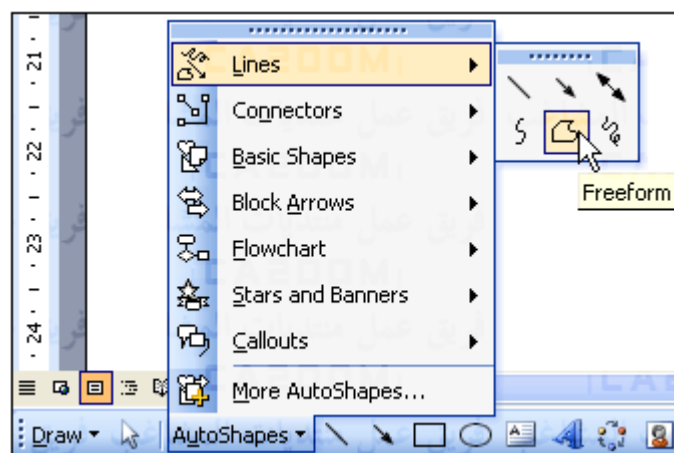 21
22
23
24
Lines
Connectors
Basic Shapes
Block Arrows
Flowchart
Stars and Banners
Callouts
More AutoShapes...
Freeform
Draw
AutoShapes